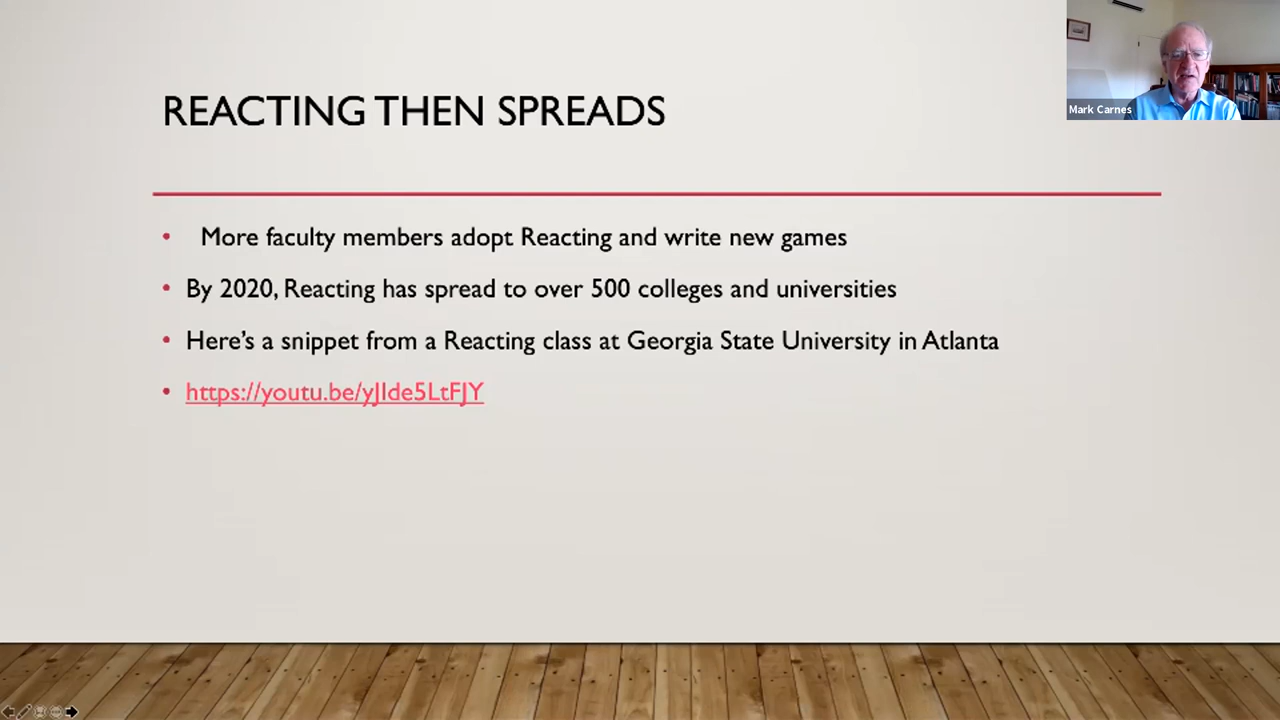 REACTING THEN SPREADS
Mark Carnes
• More faculty members adopt Reacting and write new games
• By 2020, Reacting has spread to over 500 colleges and universities
• Here’s a snippet from a Reacting class at Georgia State University in Atlanta
• https://youtu.be/yJIde5LtFJY